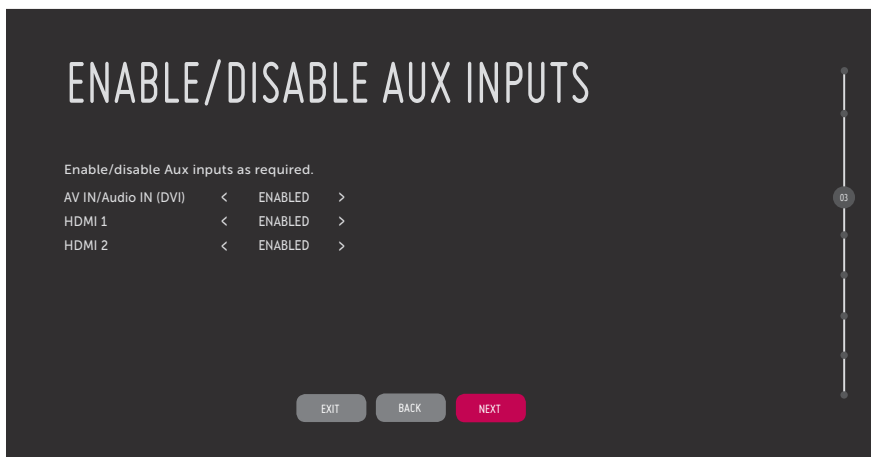 ENABLE/DISABLE AUX INPUTS
Enable/disable Aux inputs as required.
AV IN/Audio IN (DVI) < ENABLED >
HDMI 1 < ENABLED >
HDMI 2 < ENABLED >
03
EXIT BACK NEXT